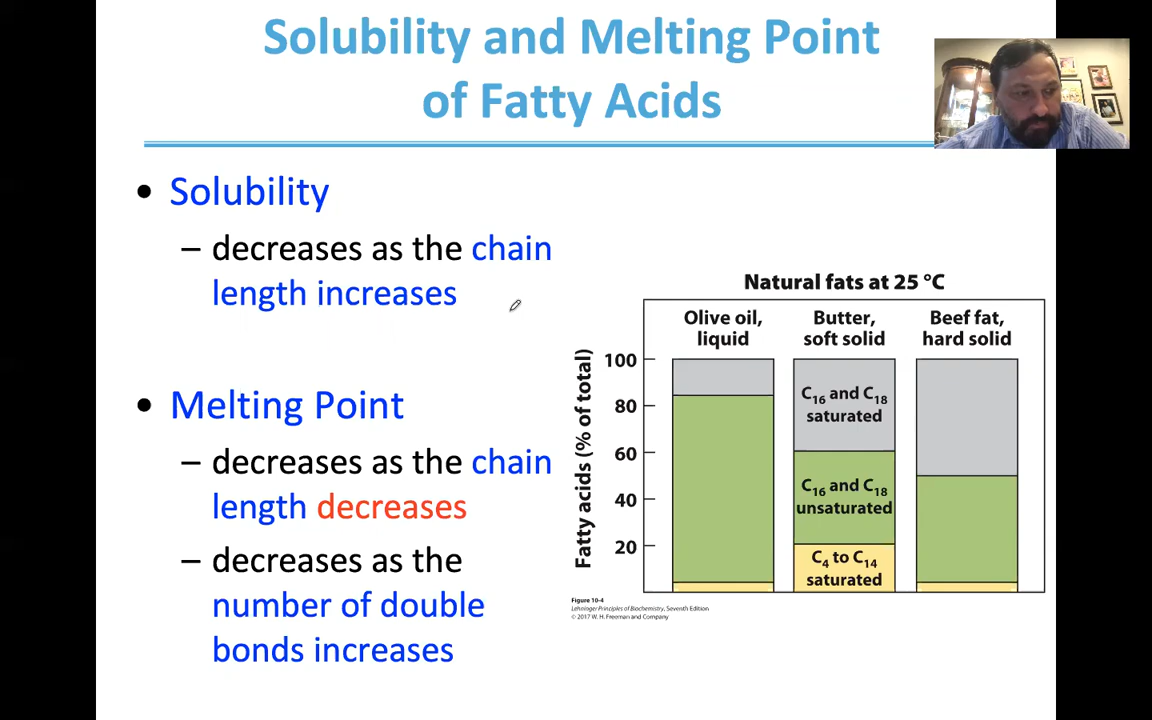 Solubility and Melting Point
of Fatty Acids
• Solubility
– decreases as the chain
length increases
• Melting Point
– decreases as the chain
length decreases
– decreases as the
number of double
bonds increases
Natural fats at 25 °C
Olive oil,
liquid
Butter,
soft solid
Beef fat,
hard solid
Fatty acids (% of total)
100
80
60
40
20
C₁₆ and C₁₈
saturated
C₁₆ and C₁₈
unsaturated
C₄ to C₁₄
saturated
Figure 10-4
Lehninger Principles of Biochemistry, Seventh Edition
© 2017 W. H. Freeman and Company